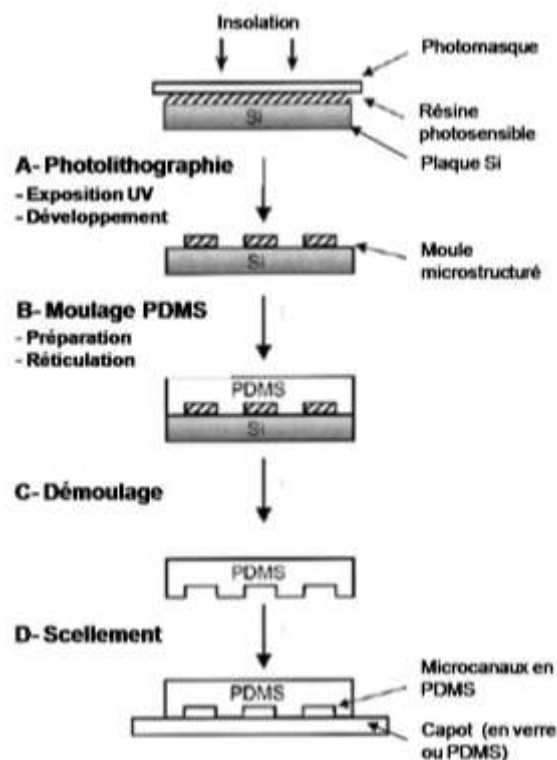 Insolation
Photomasque
Si
Résine
photosensible
Plaque Si
A- Photolithographie
- Exposition UV
- Développement
Si
Moule
microstructuré
B- Moulage PDMS
- Préparation
- Réticulation
PDMS
Si
C- Démoulage
PDMS
D- Scellement
Microcanaux en
PDMS
PDMS
Capot (en verre
ou PDMS)